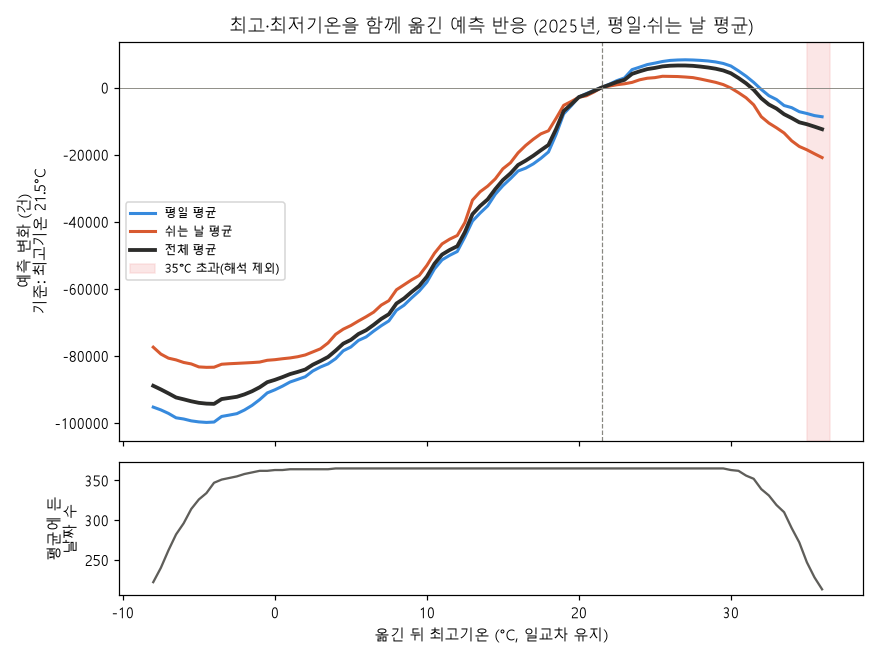 최고·최저기온을 함께 옮긴 예측 반응 (2025년, 평일·쉬는 날 평균)
예측 변화 (건)
기준: 최고기온 21.5°C
0
-20000
-40000
-60000
-80000
-100000
평일 평균
쉬는 날 평균
전체 평균
35°C 초과(해석 제외)
평균에 든
날짜 수
350
300
250
-10
0
10
20
30
옮긴 뒤 최고기온 (°C, 일교차 유지)